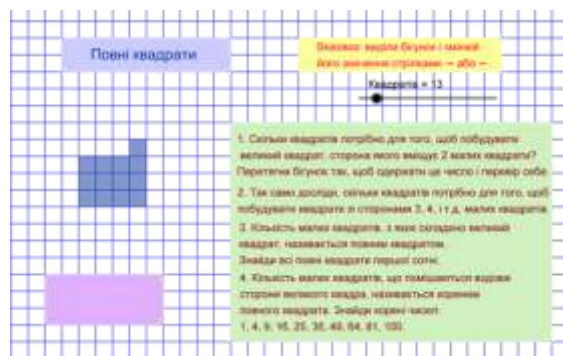 Повні квадрати
Вказівка: виділи бігунок і змінюй
його значення стрілками → або ←.
Квадратів = 13
1. Скільки квадратів потрібно для того, щоб побудувати
великий квадрат, сторона якого вміщує 2 малих квадрати?
Перетягни бігунок так, щоб одержати це число і перевір себе.
2. Так само досліди, скільки квадратів потрібно для того, щоб
побудувати квадрати зі сторонами 3, 4, і т.д. малих квадратів.
3. Кількість малих квадратів, з яких складено великий
квадрат, називається повним квадратом.
Знайди всі повні квадрати першої сотні.
4. Кількість малих квадратів, що поміщається вздовж
сторони великого квадра, називається коренем
повного квадрата. Знайди корені чисел:
1, 4, 9, 16, 25, 36, 49, 64, 81, 100.